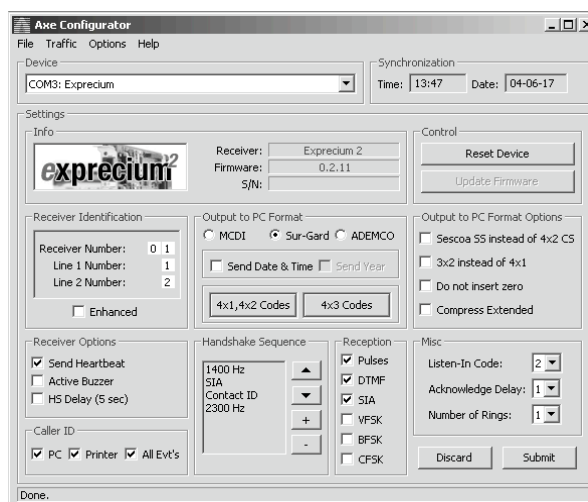 Axe Configurator
File Traffic Options Help
Device
COM3: Exprecium
Synchronization
Time: 13:47 Date: 04-06-17
Settings
Info
exprecium2
Receiver: Exprecium 2
Firmware: 0.2.11
S/N:
Control
Reset Device
Update Firmware
Receiver Identification
Receiver Number: 0 1
Line 1 Number: 1
Line 2 Number: 2
Enhanced
Output to PC Format
MCDI Sur-Gard ADEMCO
Send Date & Time Send Year
4x1,4x2 Codes 4x3 Codes
Output to PC Format Options
Sescoa SS instead of 4x2 CS
3x2 instead of 4x1
Do not insert zero
Compress Extended
Receiver Options
Send Heartbeat
Active Buzzer
HS Delay (5 sec)
Caller ID
PC Printer All Evt's
Handshake Sequence
1400 Hz
SIA
Contact ID
2300 Hz
+
-
Reception
Pulses
DTMF
SIA
VFSK
BFSK
CFSK
Misc
Listen-In Code: 2
Acknowledge Delay: 1
Number of Rings: 1
Discard Submit
Done.